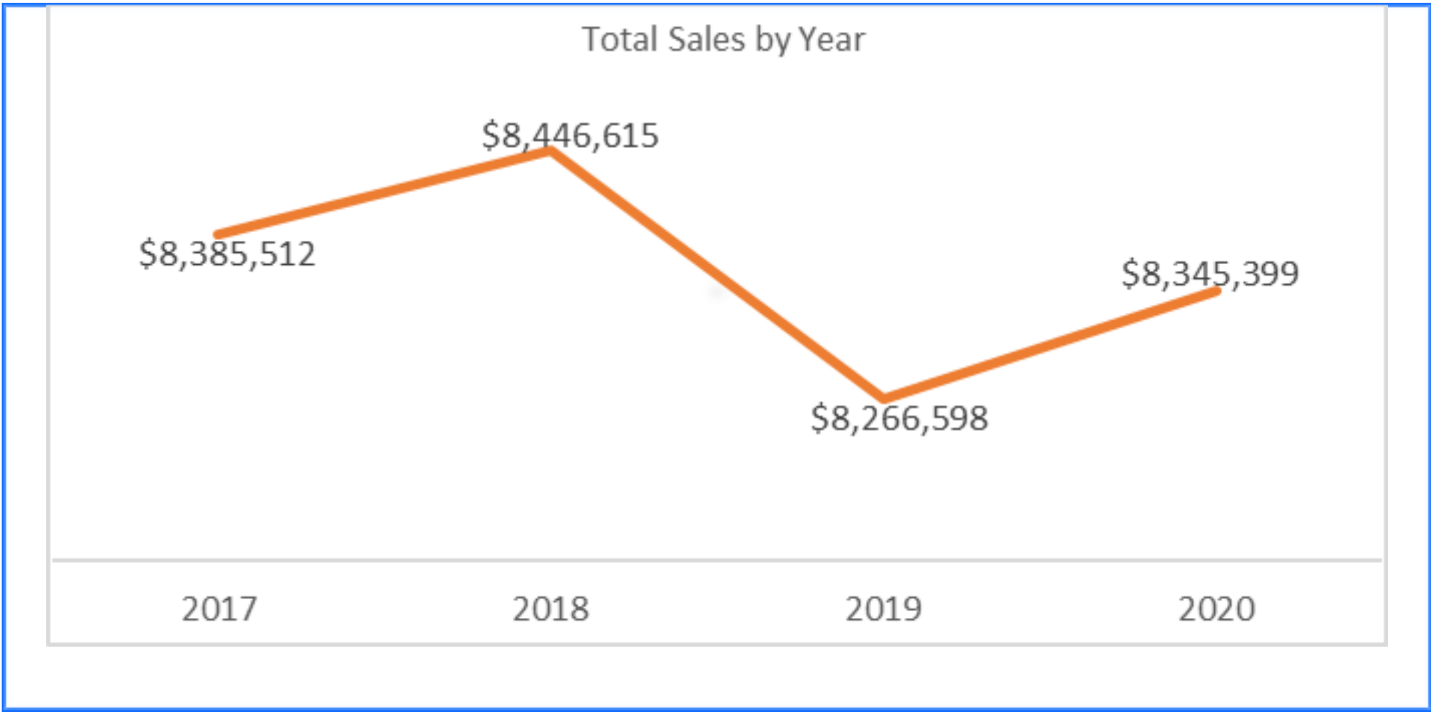 Total Sales by Year
$8,446,615
$8,385,512
$8,345,399
$8,266,598
2017 2018 2019 2020